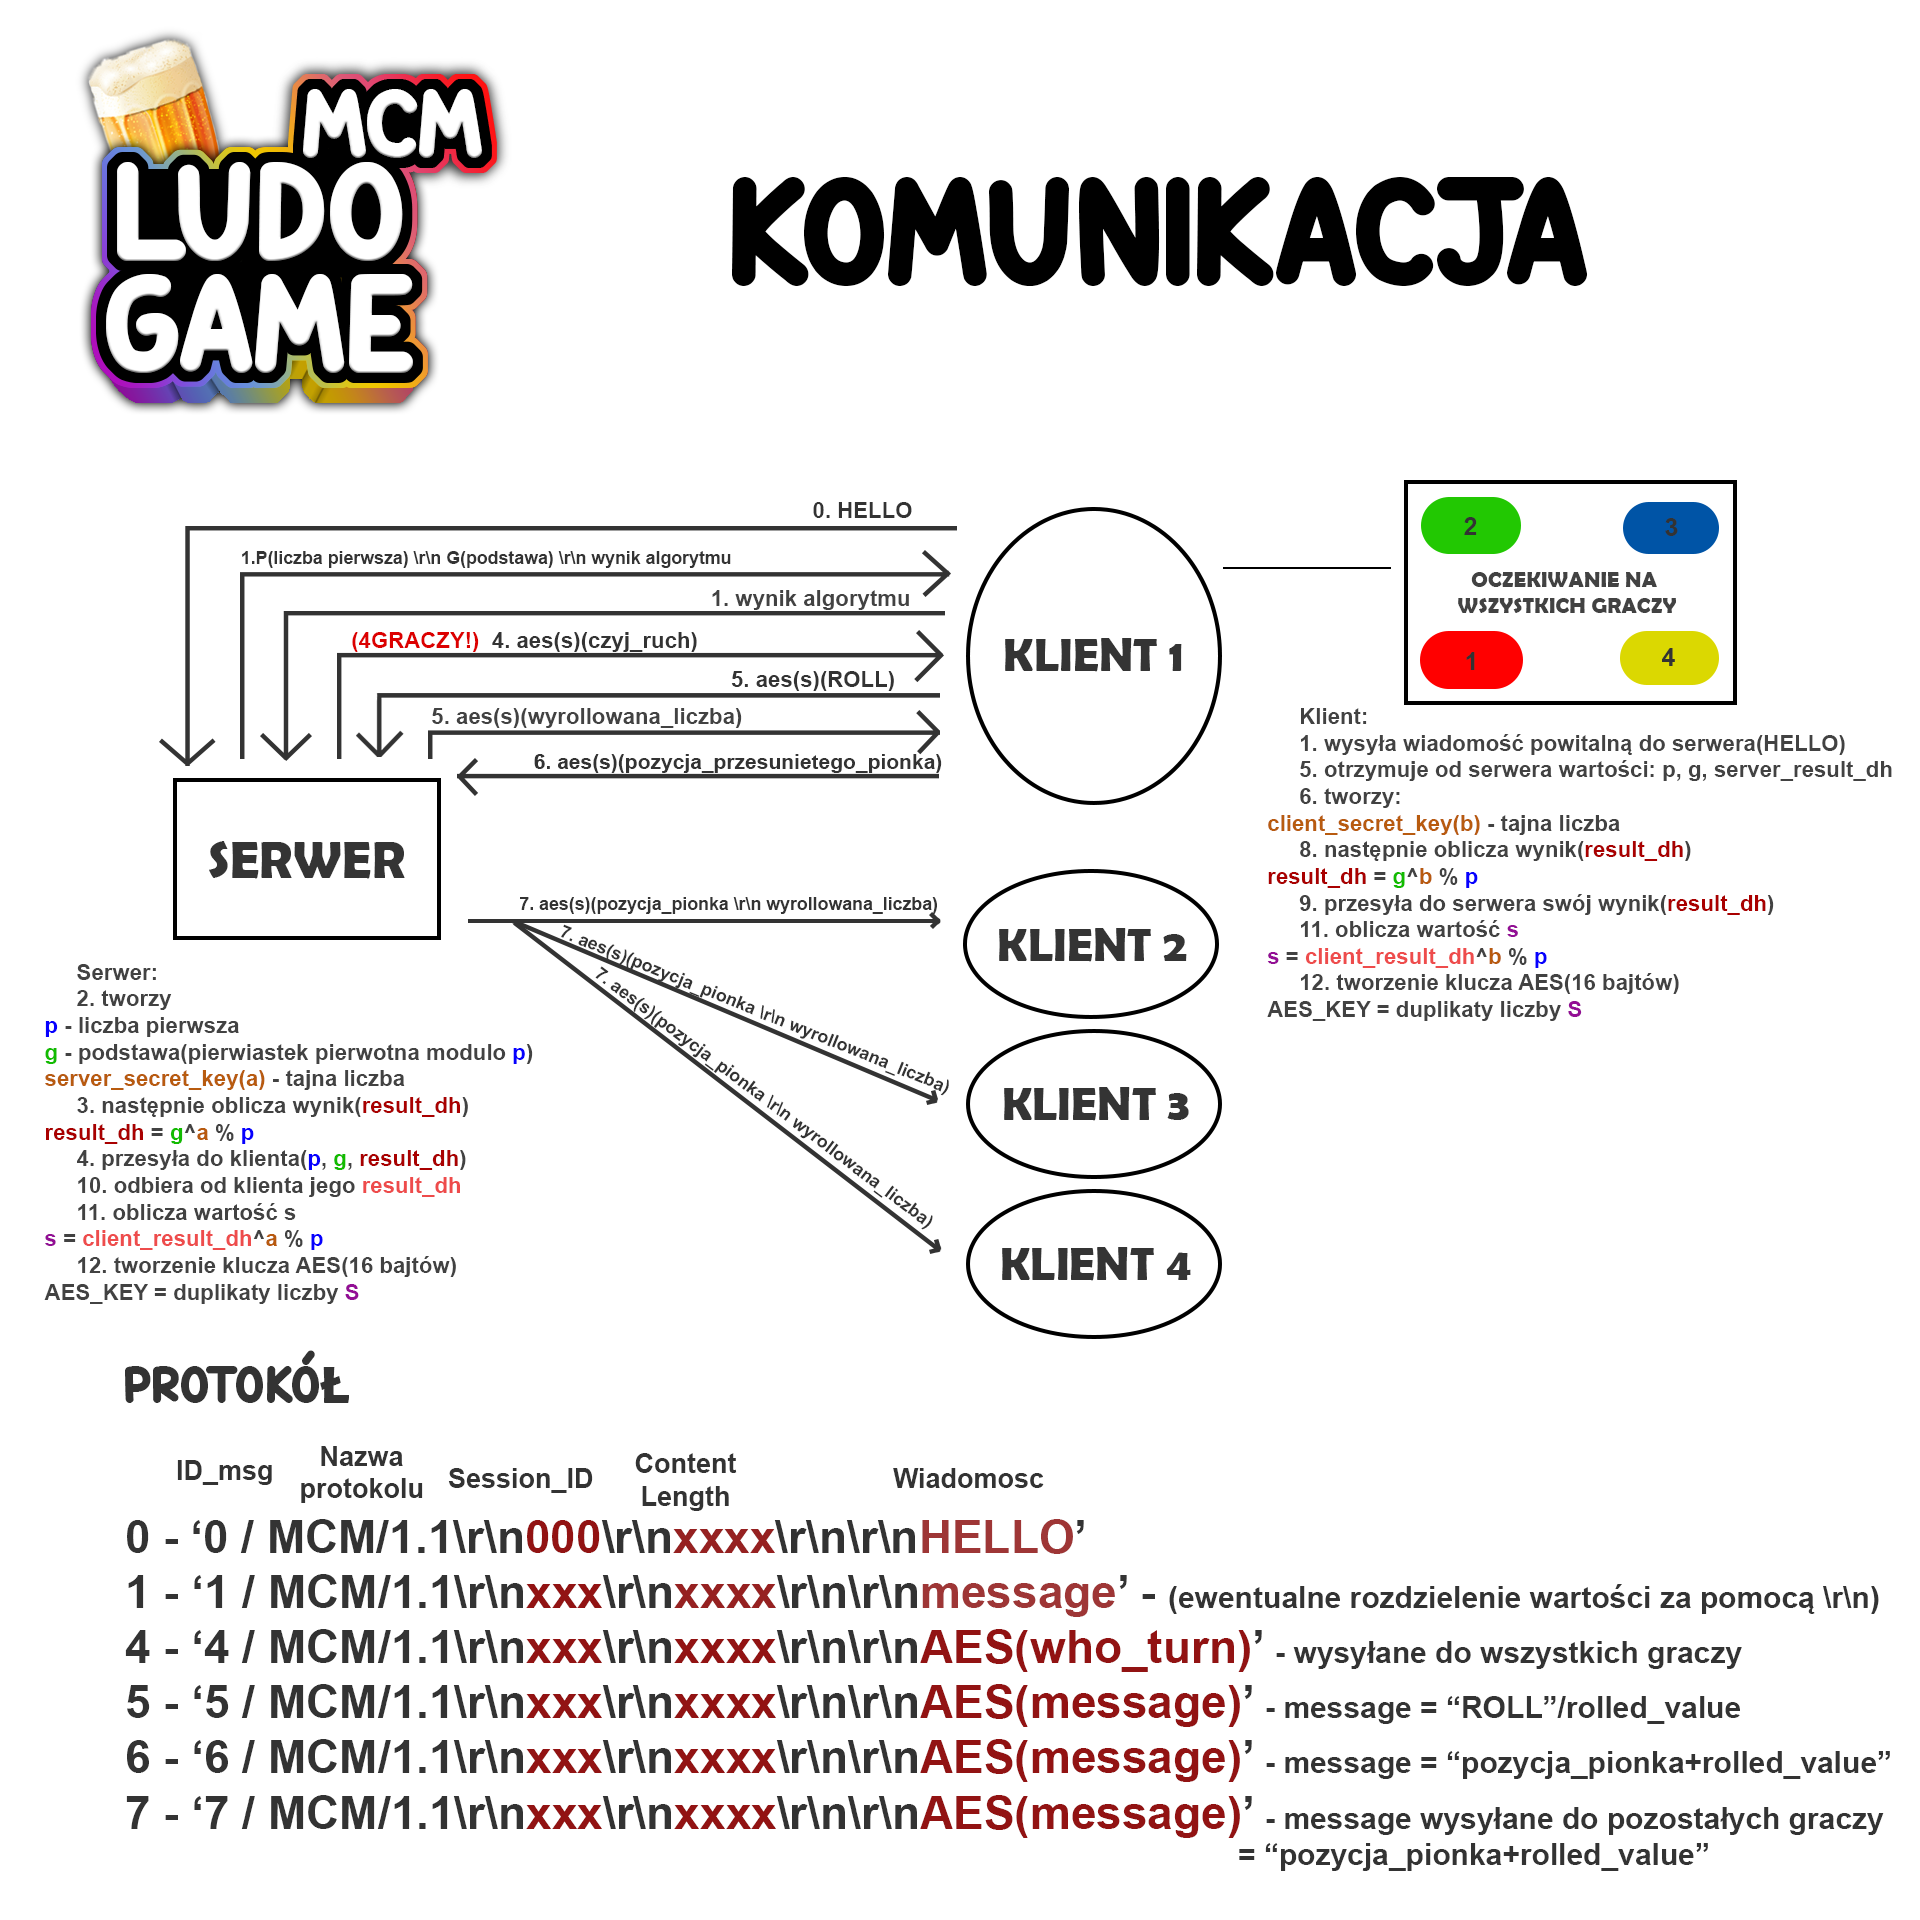 MCM
LUDO
GAME
KOMUNIKACJA
0. HELLO
1.P(liczba pierwsza) \r\n G(podstawa) \r\n wynik algorytmu
1. wynik algorytmu
(4GRACZY!) 4. aes(s)(czyj_ruch)
5. aes(s)(ROLL)
5. aes(s)(wyrollowana_liczba)
6. aes(s)(pozycja_przesunietego_pionka)
KLIENT 1
2
3
OCZEKIWANIE NA
WSZYSTKICH GRACZY
1
4
Klient:
1. wysyła wiadomość powitalną do serwera(HELLO)
5. otrzymuje od serwera wartości: p, g, server_result_dh
6. tworzy:
client_secret_key(b) - tajna liczba
8. następnie oblicza wynik(result_dh)
result_dh = g^b % p
9. przesyła do serwera swój wynik(result_dh)
11. oblicza wartość s
s = client_result_dh^b % p
12. tworzenie klucza AES(16 bajtów)
AES_KEY = duplikaty liczby S
SERWER
7. aes(s)(pozycja_pionka \r\n wyrollowana_liczba)
7. aes(s)(pozycja_pionka \r\n wyrollowana_liczba)
7. aes(s)(pozycja_pionka \r\n wyrollowana_liczba)
KLIENT 2
KLIENT 3
KLIENT 4
Serwer:
2. tworzy
p - liczba pierwsza
g - podstawa(pierwiastek pierwotna modulo p)
server_secret_key(a) - tajna liczba
3. następnie oblicza wynik(result_dh)
result_dh = g^a % p
4. przesyła do klienta(p, g, result_dh)
10. odbiera od klienta jego result_dh
11. oblicza wartość s
s = client_result_dh^a % p
12. tworzenie klucza AES(16 bajtów)
AES_KEY = duplikaty liczby S
PROTOKÓŁ
ID_msg Nazwa protokolu Session_ID Content Length Wiadomosc
0 - ‘0 / MCM/1.1\r\n000\r\nxxxx\r\n\r\nHELLO’
1 - ‘1 / MCM/1.1\r\nxxx\r\nxxxx\r\n\r\nmessage’ - (ewentualne rozdzielenie wartości za pomocą \r\n)
4 - ‘4 / MCM/1.1\r\nxxx\r\nxxxx\r\n\r\nAES(who_turn)’ - wysyłane do wszystkich graczy
5 - ‘5 / MCM/1.1\r\nxxx\r\nxxxx\r\n\r\nAES(message)’ - message = “ROLL”/rolled_value
6 - ‘6 / MCM/1.1\r\nxxx\r\nxxxx\r\n\r\nAES(message)’ - message = “pozycja_pionka+rolled_value”
7 - ‘7 / MCM/1.1\r\nxxx\r\nxxxx\r\n\r\nAES(message)’ - message wysyłane do pozostałych graczy
= “pozycja_pionka+rolled_value”